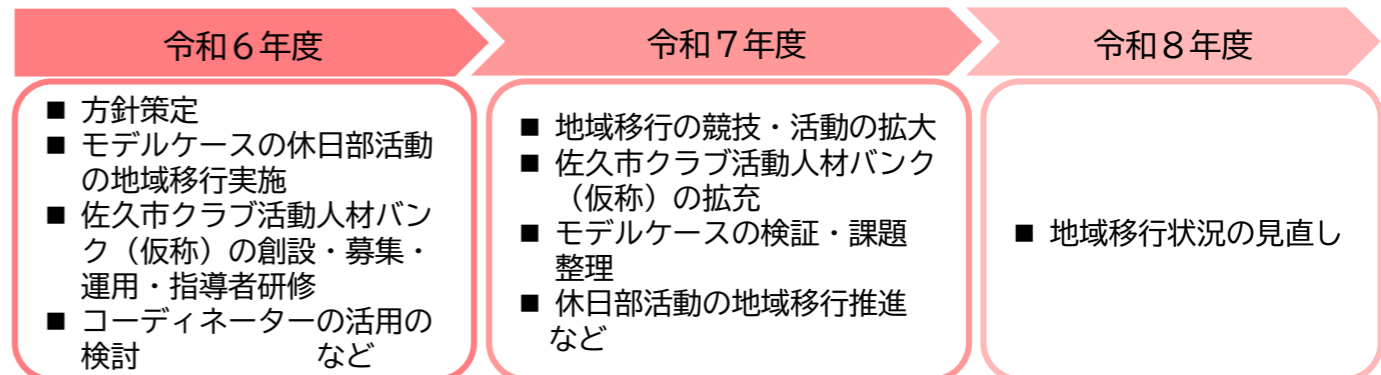 令和６年度
■ 方針策定
■ モデルケースの休日部活動
の地域移行実施
■ 佐久市クラブ活動人材バン
ク（仮称）の創設・募集・
運用・指導者研修
■ コーディネーターの活用の
検討　　　　　　など
令和７年度
■ 地域移行の競技・活動の拡大
■ 佐久市クラブ活動人材バンク
（仮称）の拡充
■ モデルケースの検証・課題
整理
■ 休日部活動の地域移行推進
など
令和８年度
■ 地域移行状況の見直し